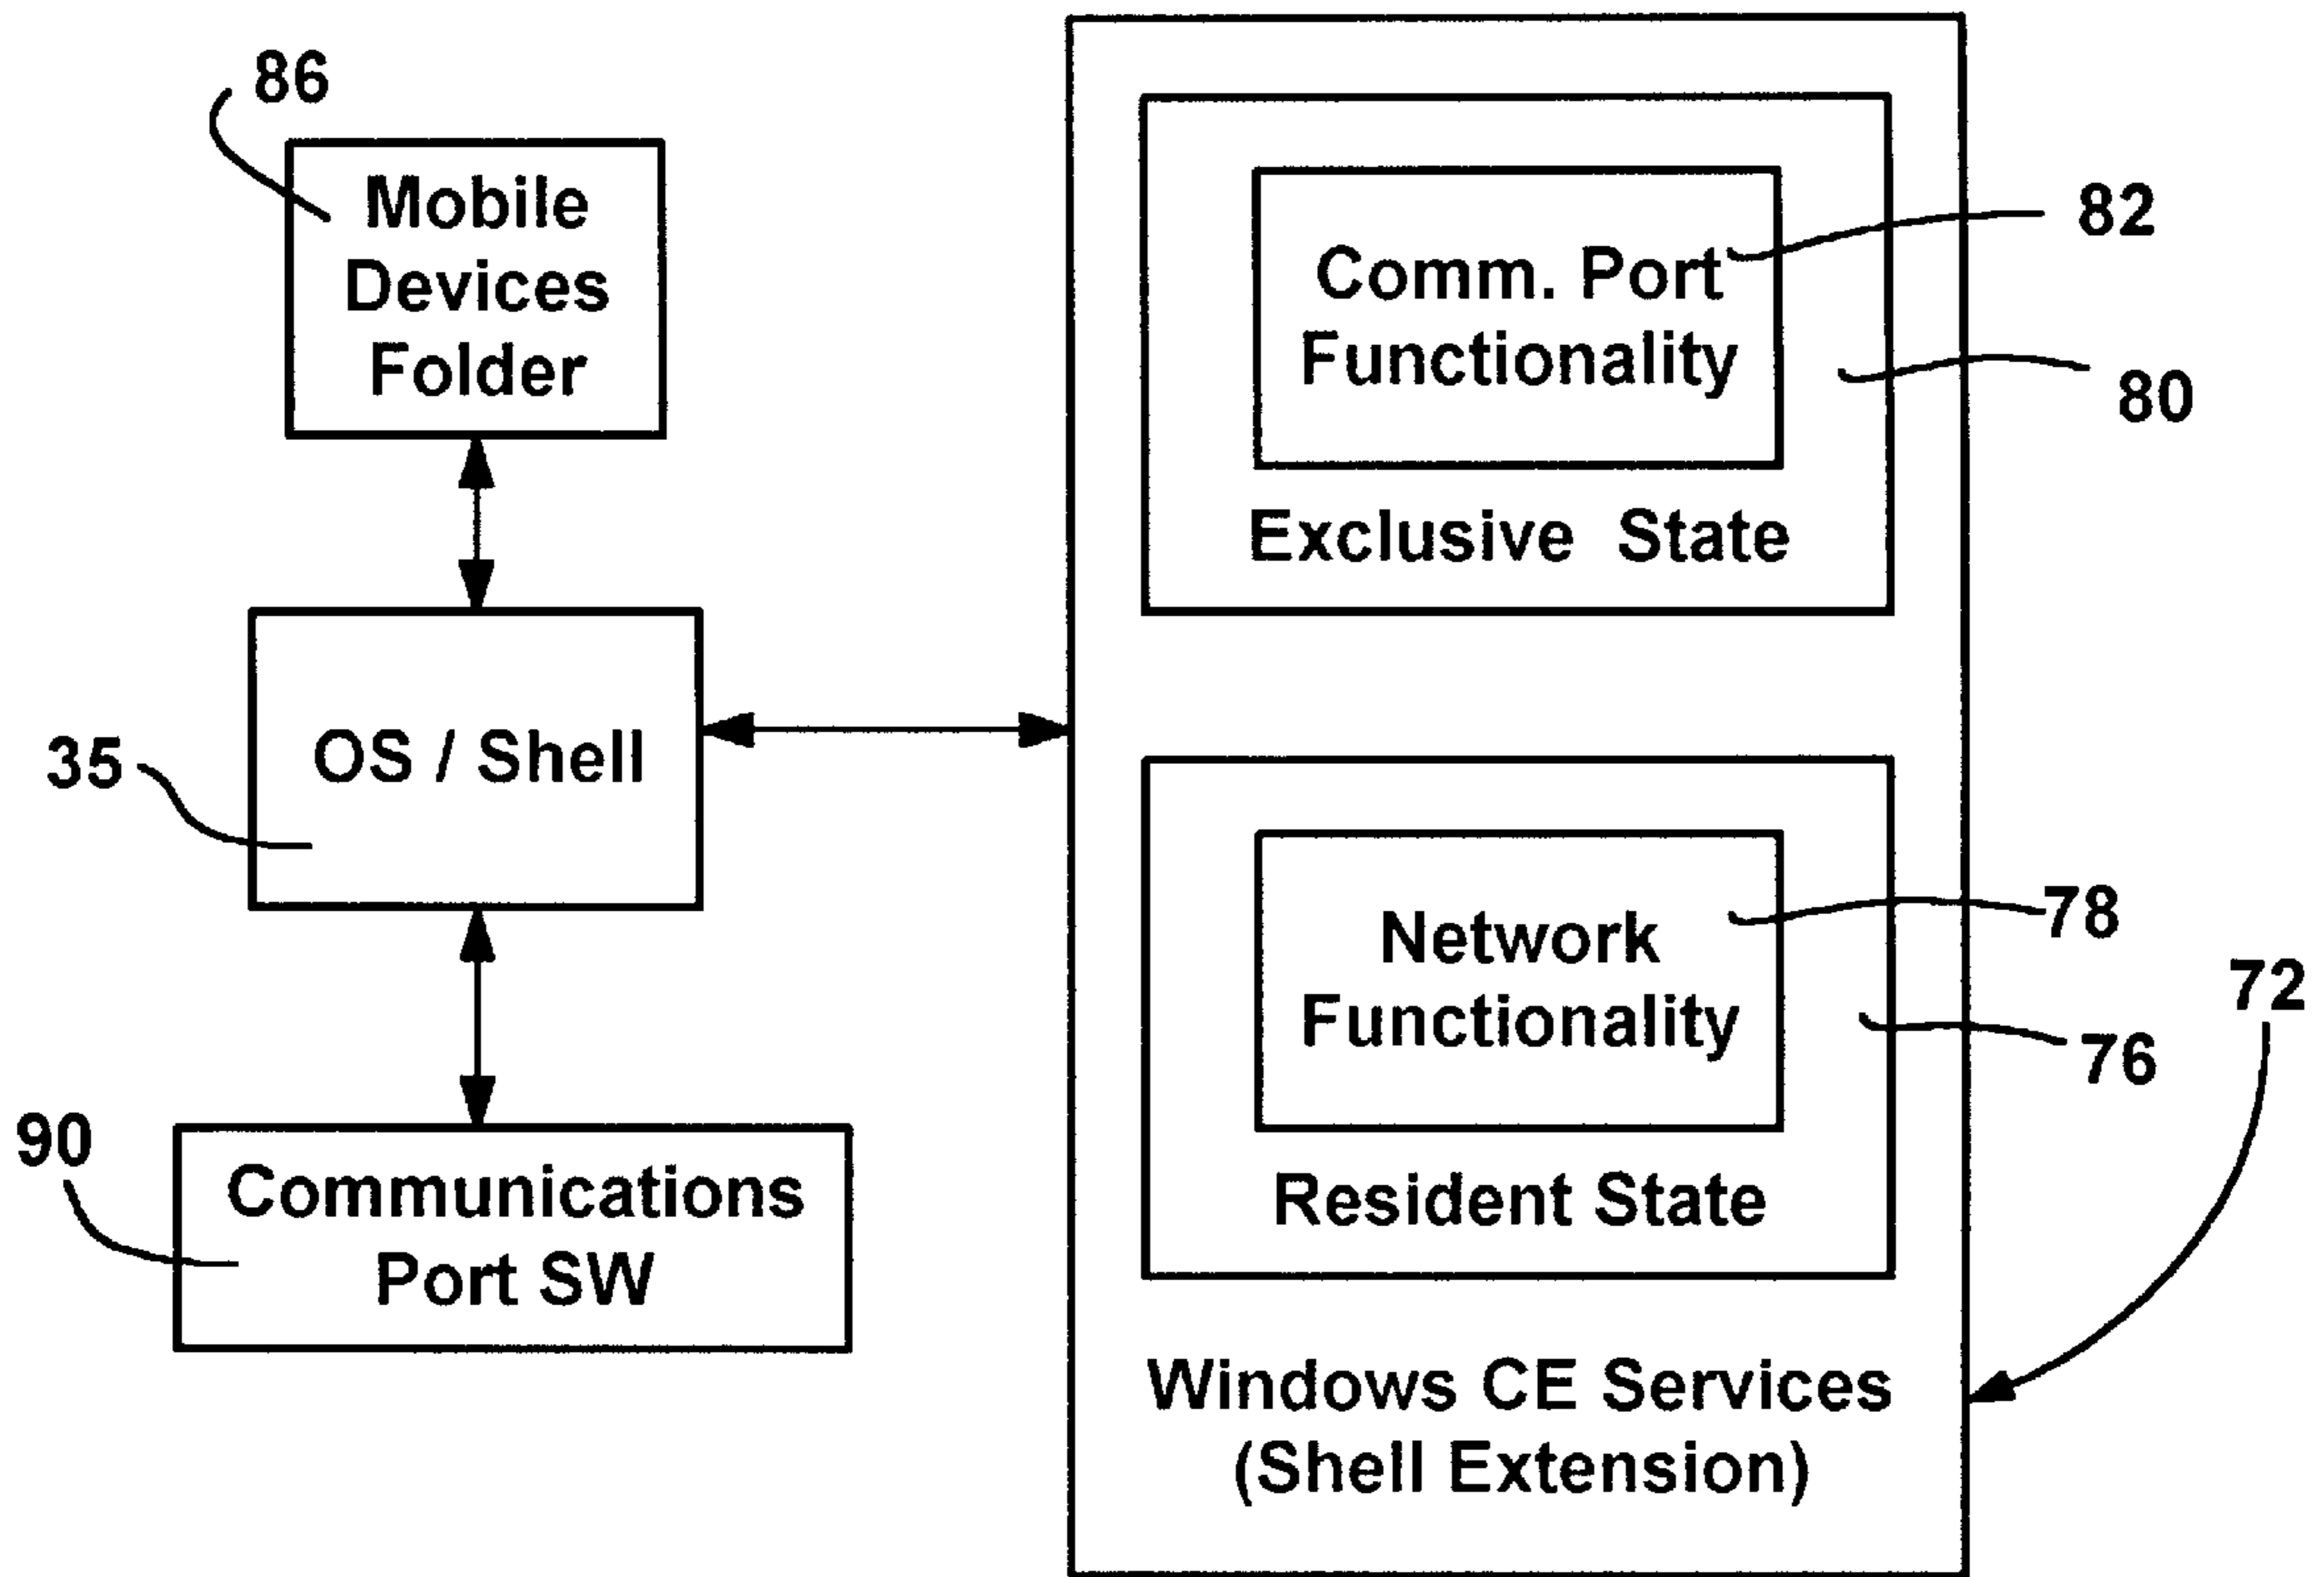 86
Mobile
Devices
Folder
35
OS / Shell
90
Communications
Port SW
82
Comm. Port
Functionality
80
Exclusive State
78
Network
Functionality
76
72
Resident State
Windows CE Services
(Shell Extension)